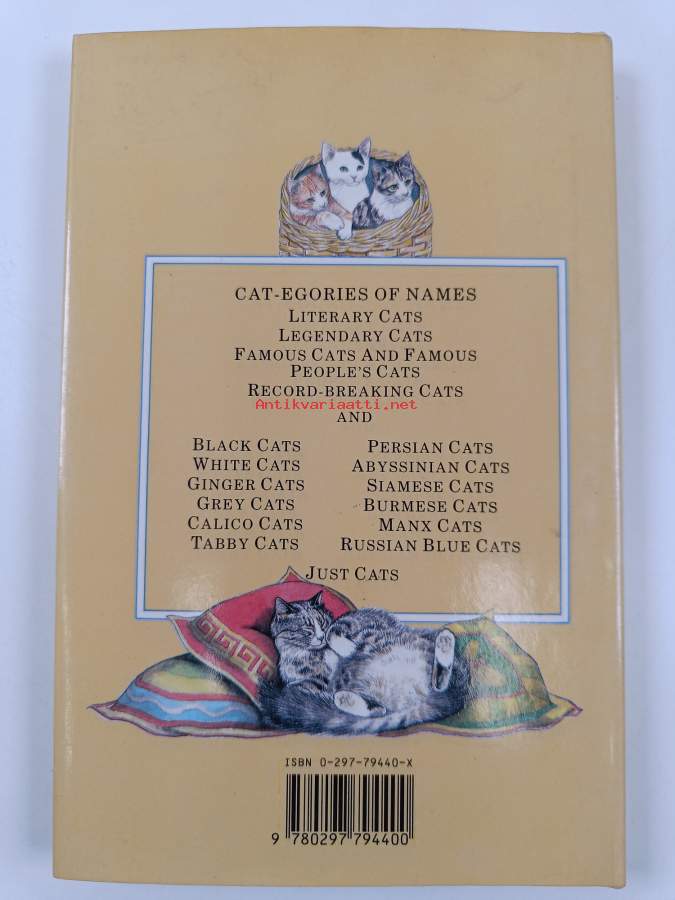 CAT-EGORIES OF NAMES
LITERARY CATS
LEGENDARY CATS
FAMOUS CATS AND FAMOUS
PEOPLE'S CATS
RECORD-BREAKING CATS
Antikvariaatti.net
AND
BLACK CATS
WHITE CATS
GINGER CATS
GREY CATS
CALICO CATS
TABBY CATS
PERSIAN CATS
ABYSSINIAN CATS
SIAMESE CATS
BURMESE CATS
MANX CATS
RUSSIAN BLUE CATS
JUST CATS
ISBN 0-297-79440-X
9 780297 794400